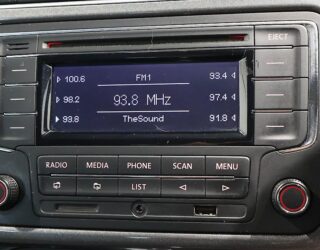 EJECT
100.6 FM1 93.4
98.2 93.8 MHz 97.4
93.8 TheSound 91.8
RADIO MEDIA PHONE SCAN MENU
LIST